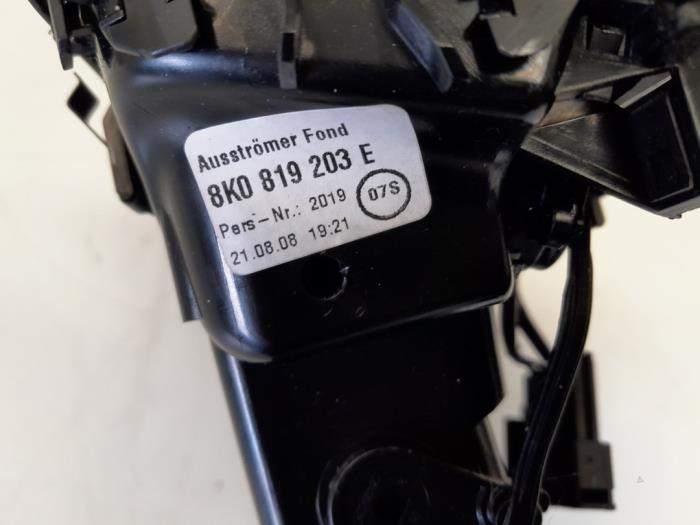 Ausströmer Fond
8K0 819 203 E
Pers-Nr.: 2019 07S
21.08.08 19:21